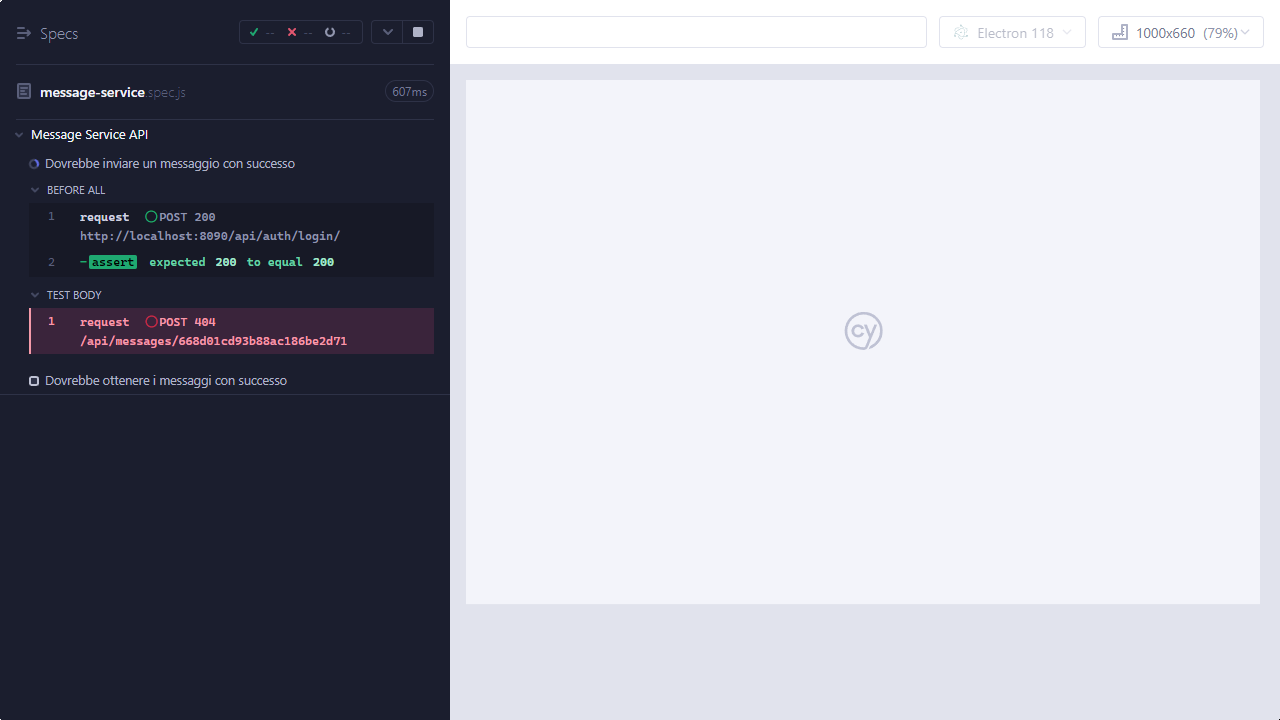 Specs
-- -- --
message-service.spec.js
607ms
Message Service API
Dovrebbe inviare un messaggio con successo
BEFORE ALL
1 request POST 200
http://localhost:8090/api/auth/login/
2 -assert expected 200 to equal 200
TEST BODY
1 request POST 404
/api/messages/668d01cd93b88ac186be2d71
Dovrebbe ottenere i messaggi con successo
Electron 118
1000x660 (79%)
cy